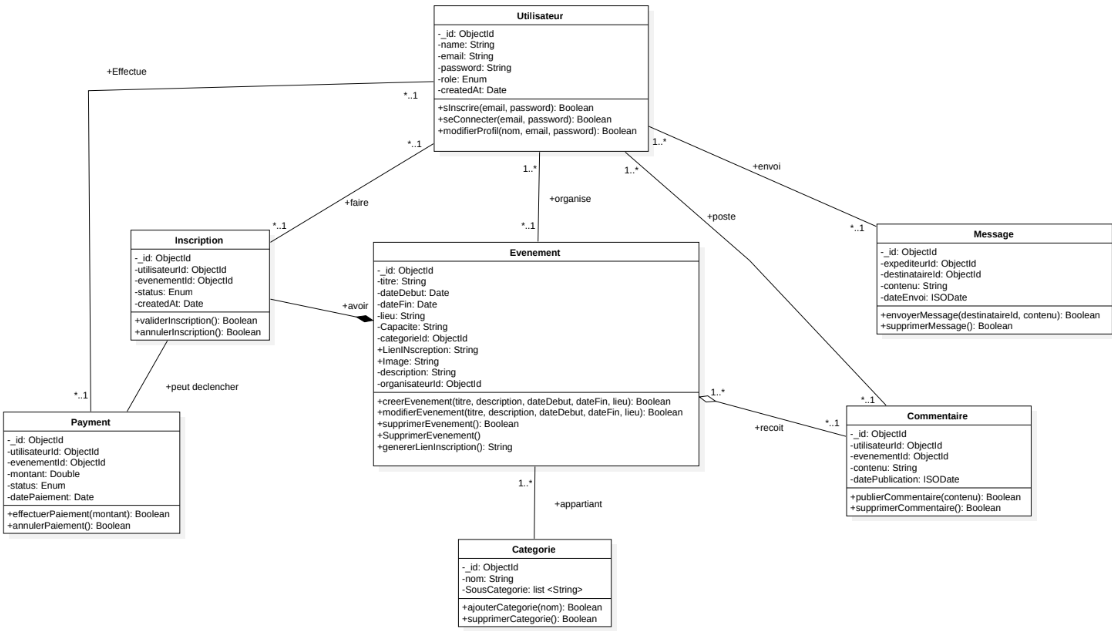 Utilisateur
-_id: ObjectId
-name: String
-email: String
-password: String
-role: Enum
-createdAt: Date
+sInscrire(email, password): Boolean
+seConnecter(email, password): Boolean
+modifierProfil(nom, email, password): Boolean
+Effectue
*..1
*..1
1..*
1..*
1..*
+envoi
+faire
+organise
+poste
*..1
*..1
*..1
Inscription
-_id: ObjectId
-utilisateurId: ObjectId
-evenementId: ObjectId
-status: Enum
-createdAt: Date
+validerInscription(): Boolean
+annulerInscription(): Boolean
+avoir
Evenement
-_id: ObjectId
-titre: String
-dateDebut: Date
-dateFin: Date
-lieu: String
-Capacite: String
-categorieId: ObjectId
+LienINscreption: String
+Image: String
-description: String
-organisateurId: ObjectId
+creerEvenement(titre, description, dateDebut, dateFin, lieu): Boolean
+modifierEvenement(titre, description, dateDebut, dateFin, lieu): Boolean
+supprimerEvenement(): Boolean
+SupprimerEvenement()
+genererLienInscription(): String
Message
-_id: ObjectId
-expediteurId: ObjectId
-destinataireId: ObjectId
-contenu: String
-dateEnvoi: ISODate
+envoyerMessage(destinataireId, contenu): Boolean
+supprimerMessage(): Boolean
+peut declencher
*..1
Payment
-_id: ObjectId
-utilisateurId: ObjectId
-evenementId: ObjectId
-montant: Double
-status: Enum
-datePaiement: Date
+effectuerPaiement(montant): Boolean
+annulerPaiement(): Boolean
1..*
+recoit
*..1
*..1
Commentaire
-_id: ObjectId
-utilisateurId: ObjectId
-evenementId: ObjectId
-contenu: String
-datePublication: ISODate
+publierCommentaire(contenu): Boolean
+supprimerCommentaire(): Boolean
1..*
+appartiant
Categorie
-_id: ObjectId
-nom: String
-SousCategorie: list <String>
+ajouterCategorie(nom): Boolean
+supprimerCategorie(): Boolean